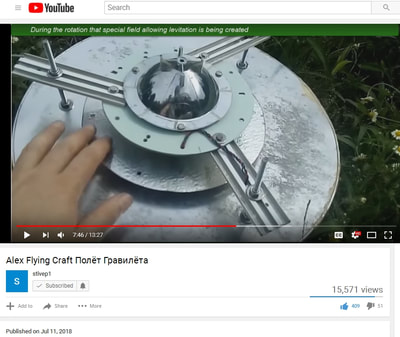 YouTube
Search
During the rotation that special field allowing levitation is being created
7:46 / 13:27
CC
HD
Alex Flying Craft Полёт Гравилёта
S
stivep1
Subscribed
15,571 views
Add to
Share
More
409
51
Published on Jul 11, 2018